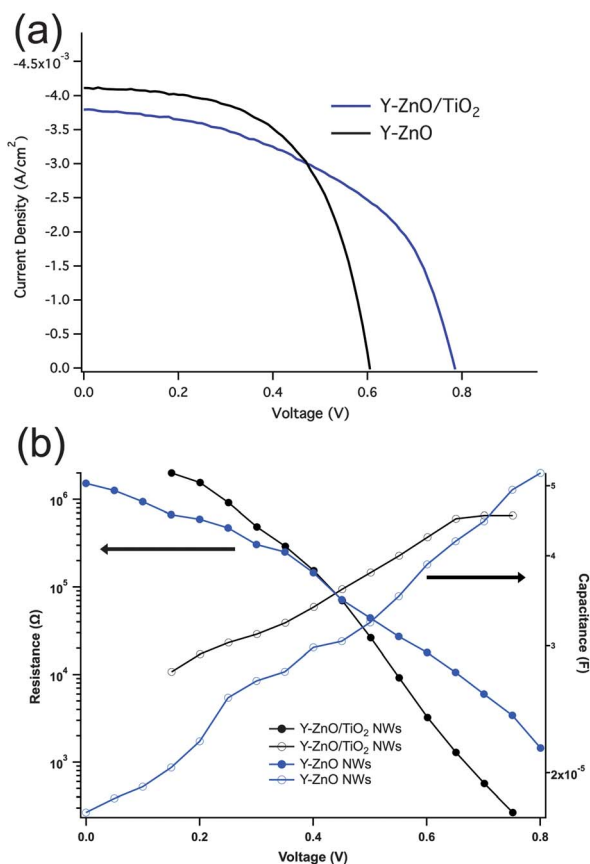 (a)
-4.5x10⁻³
-4.0
-3.5
-3.0
-2.5
-2.0
-1.5
-1.0
-0.5
0.0
Current Density (A/cm²)
Y-ZnO/TiO₂
Y-ZnO
0.0 0.2 0.4 0.6 0.8
Voltage (V)
(b)
10⁶
10⁵
10⁴
10³
Resistance (Ω)
5
4
3
2x10⁻⁵
Capacitance (F)
Y-ZnO/TiO₂ NWs
Y-ZnO/TiO₂ NWs
Y-ZnO NWs
Y-ZnO NWs
0.0 0.2 0.4 0.6 0.8
Voltage (V)